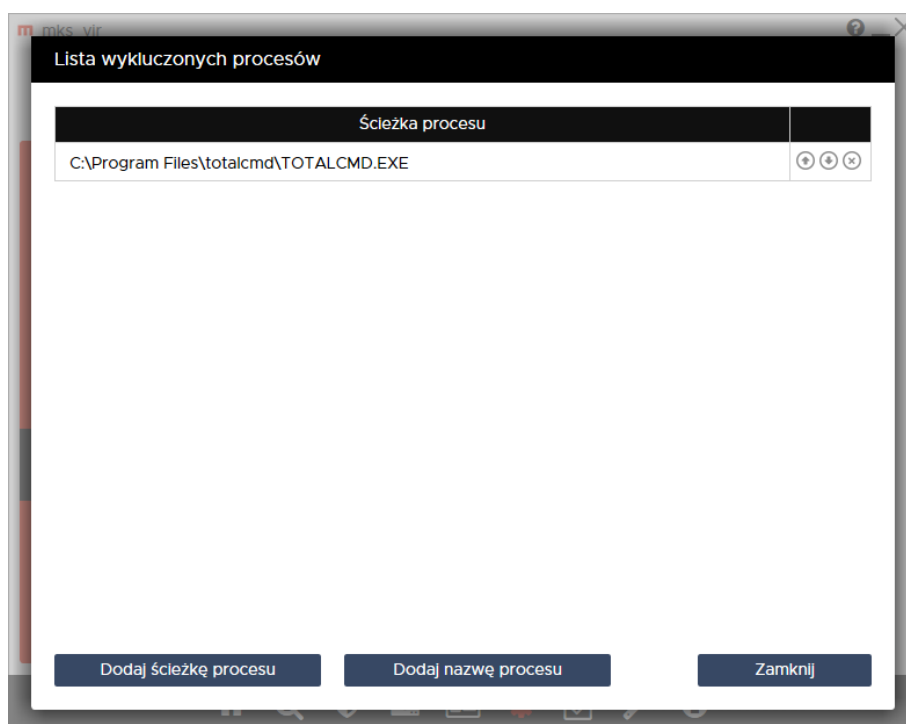 mks_vir
Lista wykluczonych procesów
Ścieżka procesu
C:\Program Files\totalcmd\TOTALCMD.EXE
Dodaj ścieżkę procesu
Dodaj nazwę procesu
Zamknij